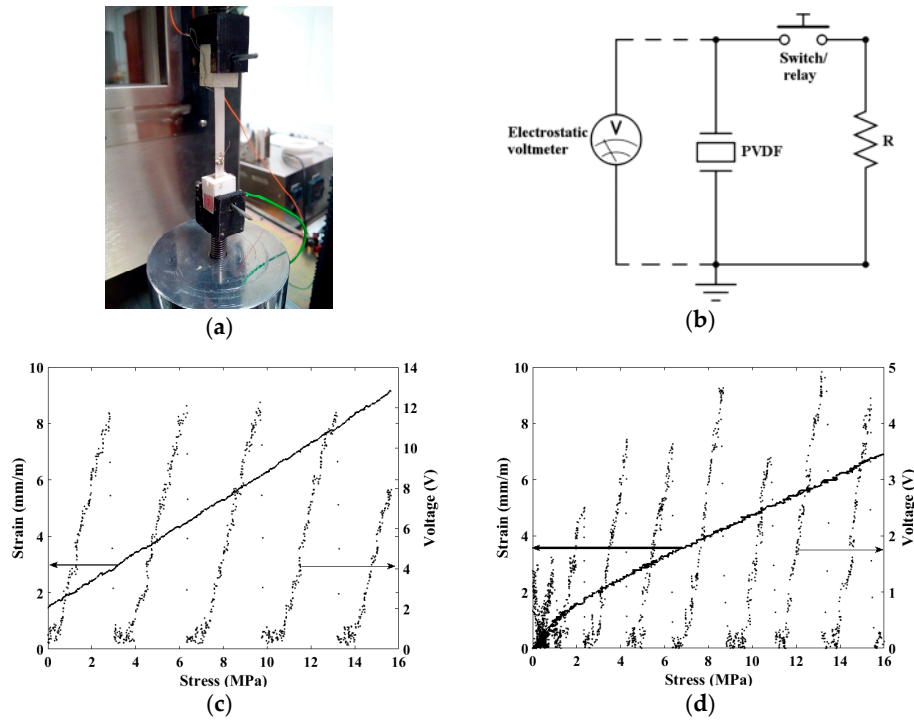 (a)
Switch/
relay
Electrostatic
voltmeter
V
PVDF
R
(b)
10
8
6
4
2
0
Strain (mm/m)
14
12
10
8
6
4
2
0
Voltage (V)
0 2 4 6 8 10 12 14 16
Stress (MPa)
(c)
10
8
6
4
2
0
Strain (mm/m)
5
4
3
2
1
0
Voltage (V)
0 2 4 6 8 10 12 14 16
Stress (MPa)
(d)